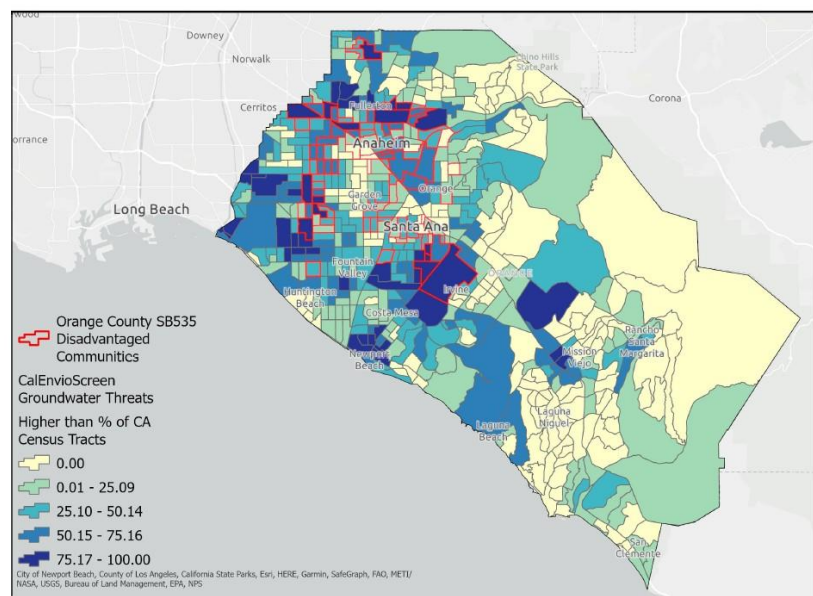 Downey
Norwalk
Chino Hills
State Park
Corona
Cerritos
Fullerton
Anaheim
Orange
Garden
Grove
Long Beach
Santa Ana
Fountain
Valley
Irvine
Huntington
Beach
Costa Mesa
Newport
Beach
Mission
Viejo
Rancho
Santa
Margarita
Laguna
Beach
Laguna
Niguel
San
Clemente
Orange County SB535
Disadvantaged
Communities
CalEnvioScreen
Groundwater Threats
Higher than % of CA
Census Tracts
0.00
0.01 - 25.09
25.10 - 50.14
50.15 - 75.16
75.17 - 100.00
City of Newport Beach, County of Los Angeles, California State Parks, Esri, HERE, Garmin, SafeGraph, FAO, METI/
NASA, USGS, Bureau of Land Management, EPA, NPS